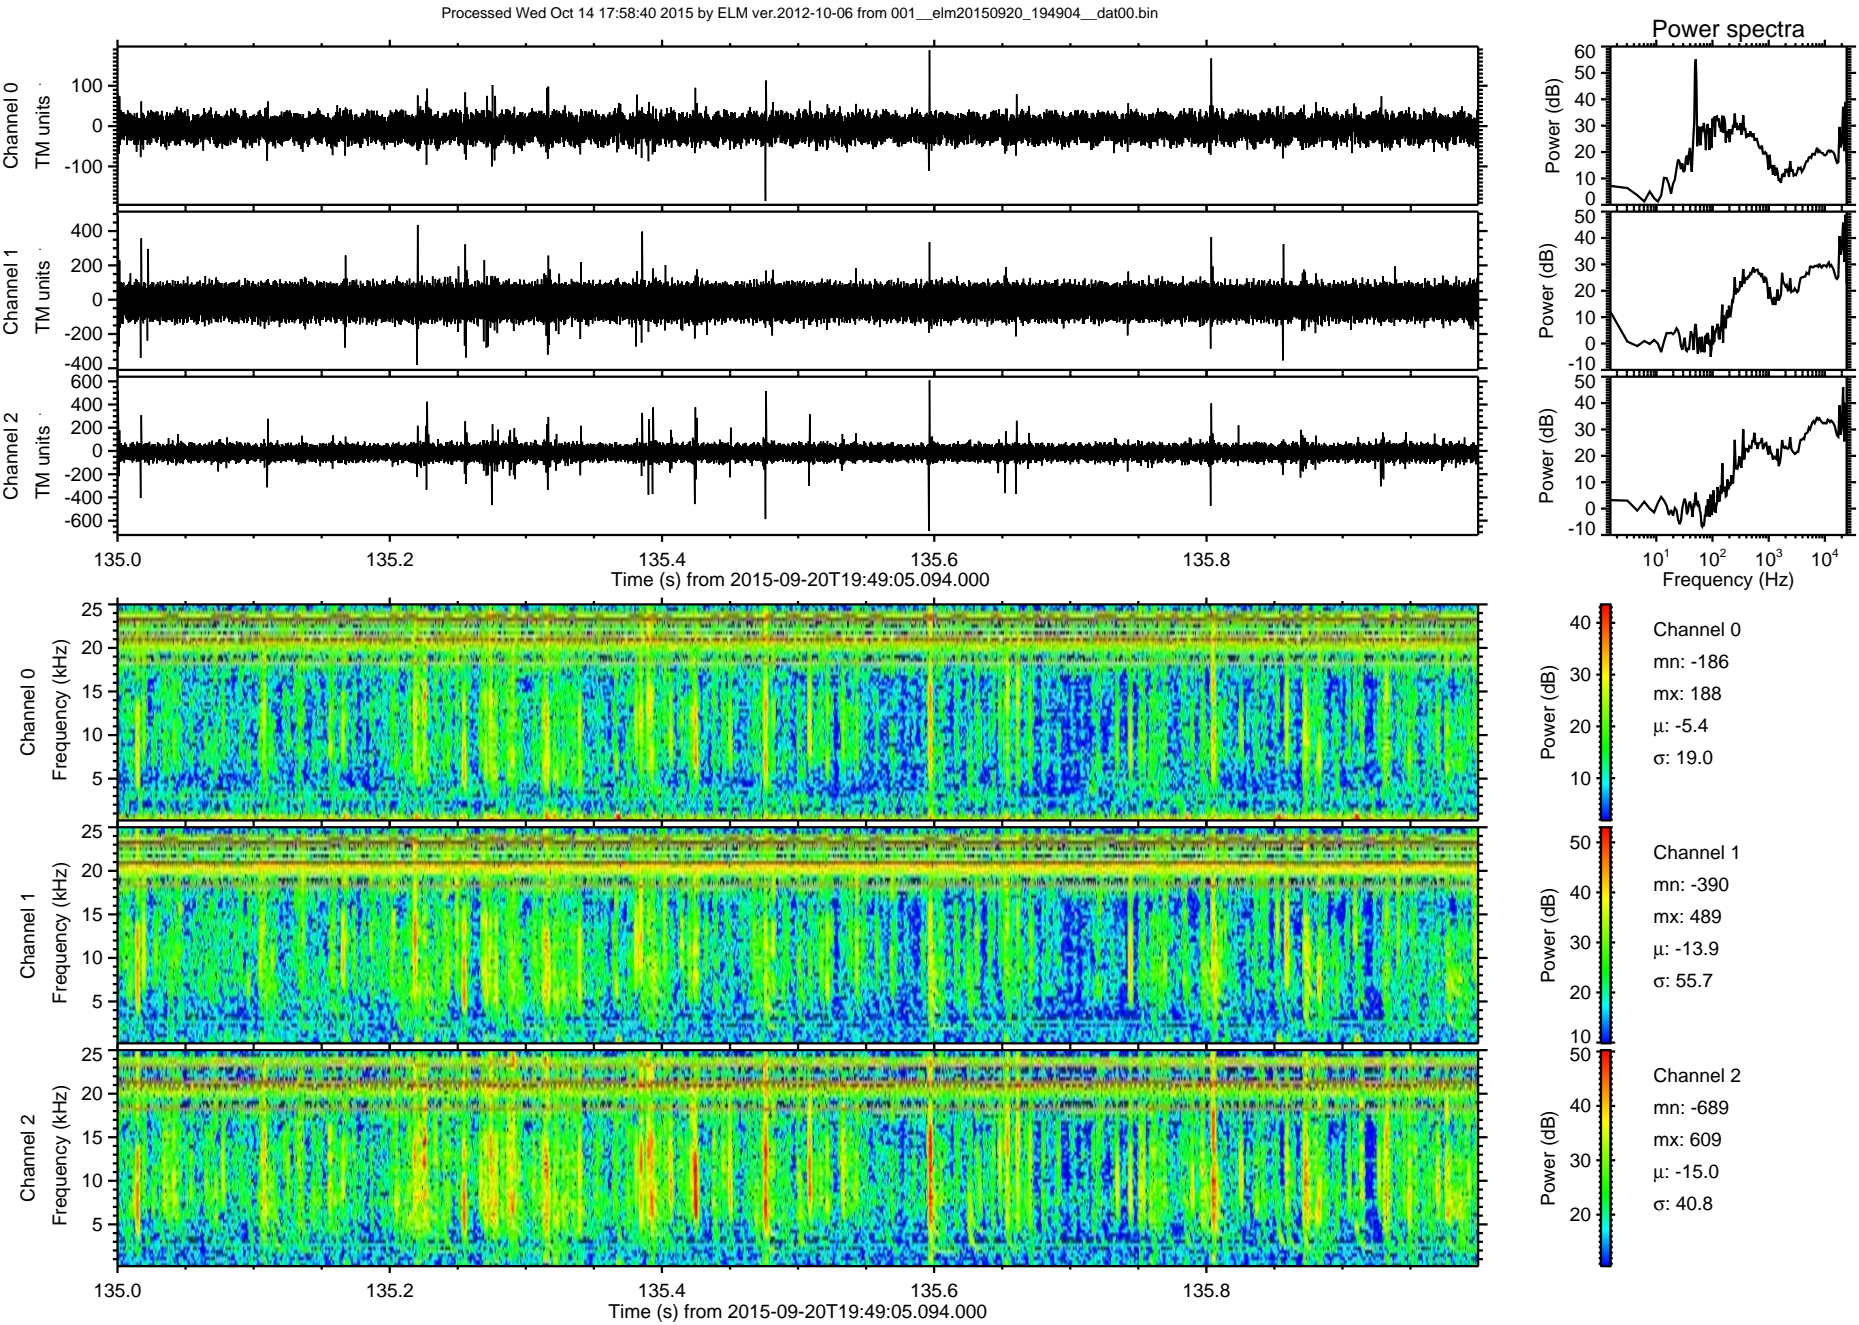 Processed Wed Oct 14 17:58:40 2015 by ELM ver.2012-10-06 from 001__elm20150920_194904__dat00.bin
Power spectra
Channel 0
TM units
100
0
-100
Power (dB)
60
50
40
30
20
10
0
Channel 1
TM units
400
200
0
-200
-400
Power (dB)
50
40
30
20
10
0
-10
Channel 2
TM units
600
400
200
0
-200
-400
-600
Power (dB)
50
40
30
20
10
0
-10
135.0 135.2 135.4 135.6 135.8
Time (s) from 2015-09-20T19:49:05.094.000
10¹ 10² 10³ 10⁴
Frequency (Hz)
Channel 0
Frequency (kHz)
25
20
15
10
5
Power (dB)
40
30
20
10
Channel 0
mn: -186
mx: 188
μ: -5.4
σ: 19.0
Channel 1
Frequency (kHz)
25
20
15
10
5
Power (dB)
50
40
30
20
10
Channel 1
mn: -390
mx: 489
μ: -13.9
σ: 55.7
Channel 2
Frequency (kHz)
25
20
15
10
5
Power (dB)
50
40
30
20
Channel 2
mn: -689
mx: 609
μ: -15.0
σ: 40.8
135.0 135.2 135.4 135.6 135.8
Time (s) from 2015-09-20T19:49:05.094.000